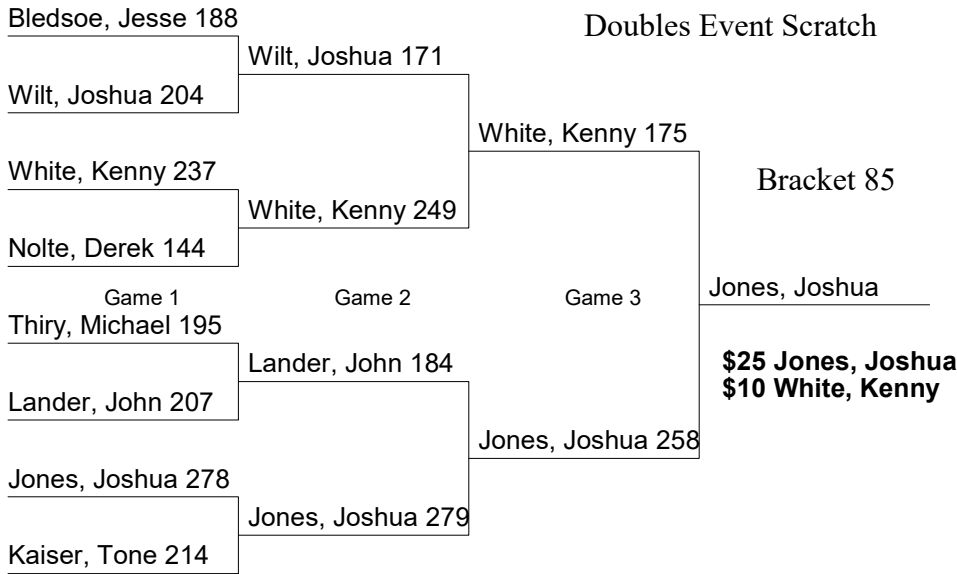 Bledsoe, Jesse 188
Doubles Event Scratch
Wilt, Joshua 171
Wilt, Joshua 204
White, Kenny 175
White, Kenny 237
Bracket 85
White, Kenny 249
Nolte, Derek 144
Game 1
Game 2
Game 3
Jones, Joshua
Thiry, Michael 195
Lander, John 184
$25 Jones, Joshua
$10 White, Kenny
Lander, John 207
Jones, Joshua 258
Jones, Joshua 278
Jones, Joshua 279
Kaiser, Tone 214